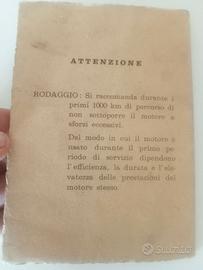 ATTENZIONE
RODAGGIO: Si raccomanda durante i
primi 1000 km di percorso di
non sottoporre il motore a
sforzi eccessivi.
Dal modo in cui il motore è
usato durante il primo pe-
riodo di servizio dipendono
l'efficienza, la durata e l'ele-
vatezza delle prestazioni del
motore stesso.
Subito.it